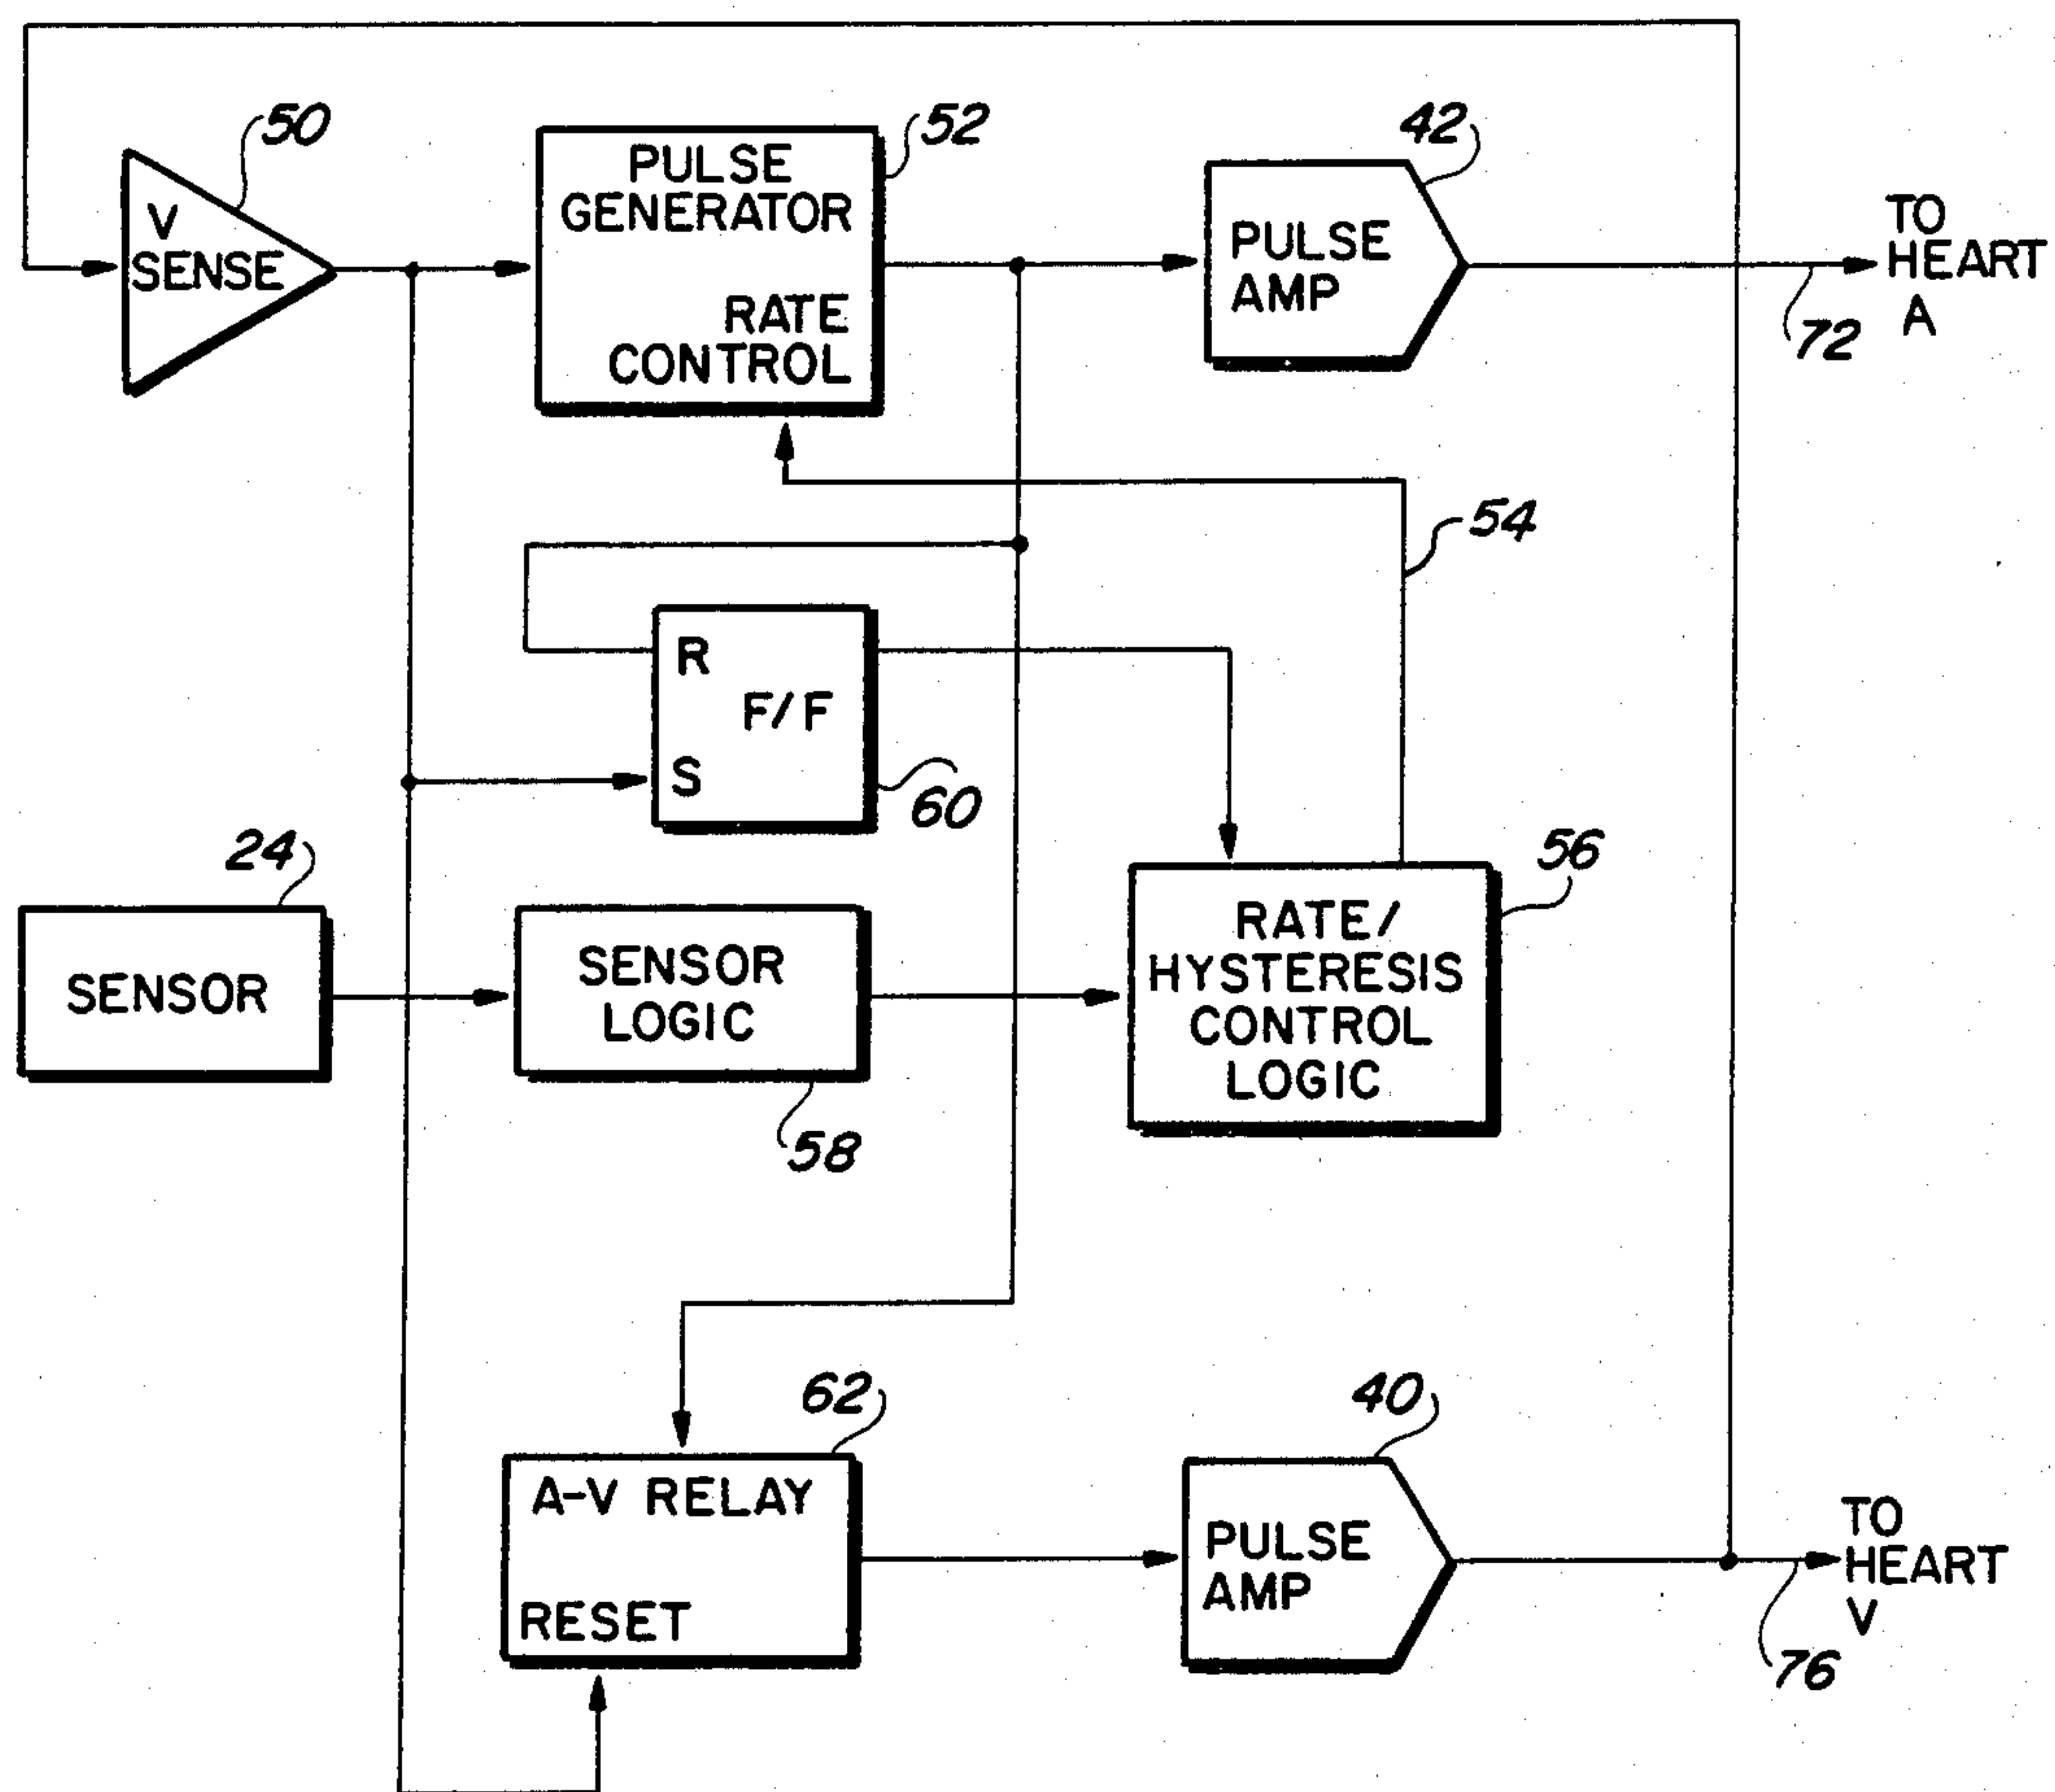 50
V
SENSE
52
PULSE
GENERATOR
RATE
CONTROL
42
PULSE
AMP
TO
HEART
A
72
54
R
F/F
S
60
24
SENSOR
SENSOR
LOGIC
58
56
RATE/
HYSTERESIS
CONTROL
LOGIC
62
A-V RELAY
RESET
40
PULSE
AMP
TO
HEART
V
76